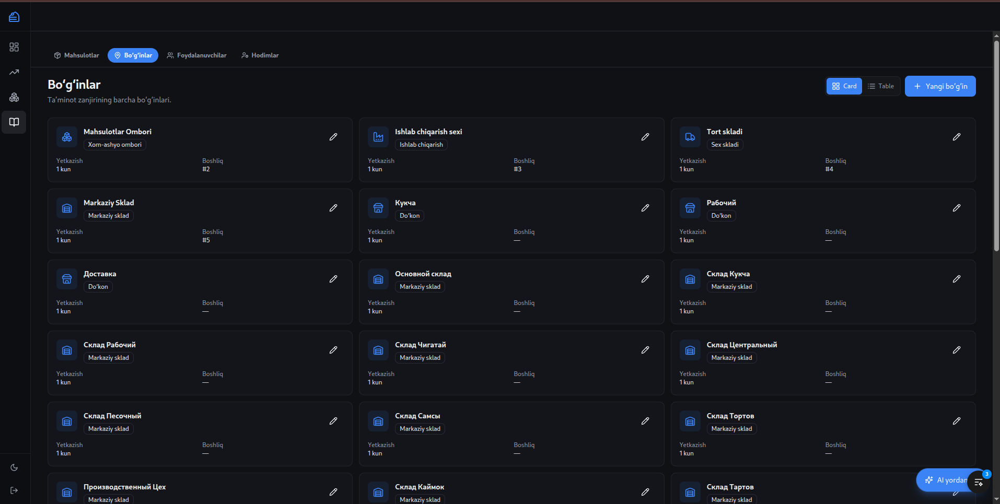 Mahsulotlar
Bo‘g‘inlar
Foydalanuvchilar
Hodimlar
Bo‘g‘inlar
Ta’minot zanjirining barcha bo‘g‘inlari.
Card
Table
Yangi bo‘g‘in
Mahsulotlar Ombori
Xom-ashyo ombori
Yetkazish
Boshliq
1 kun
#2
Ishlab chiqarish sexi
Ishlab chiqarish
Yetkazish
Boshliq
1 kun
#3
Tort skladi
Sex skladi
Yetkazish
Boshliq
1 kun
#4
Markaziy Sklad
Markaziy sklad
Yetkazish
Boshliq
1 kun
#5
Кукча
Do‘kon
Yetkazish
Boshliq
1 kun
—
Рабочий
Do‘kon
Yetkazish
Boshliq
1 kun
—
Доставка
Do‘kon
Yetkazish
Boshliq
1 kun
—
Основной склад
Markaziy sklad
Yetkazish
Boshliq
1 kun
—
Склад Кукча
Markaziy sklad
Yetkazish
Boshliq
1 kun
—
Склад Рабочий
Markaziy sklad
Yetkazish
Boshliq
1 kun
—
Склад Чигатай
Markaziy sklad
Yetkazish
Boshliq
1 kun
—
Склад Центральный
Markaziy sklad
Yetkazish
Boshliq
1 kun
—
Склад Песочный
Markaziy sklad
Yetkazish
Boshliq
1 kun
—
Склад Самсы
Markaziy sklad
Yetkazish
Boshliq
1 kun
—
Склад Тортов
Markaziy sklad
Yetkazish
Boshliq
1 kun
—
Производственный Цех
Markaziy sklad
Склад Каймок
Markaziy sklad
Склад Тартов
Markaziy sklad
AI yordam
3